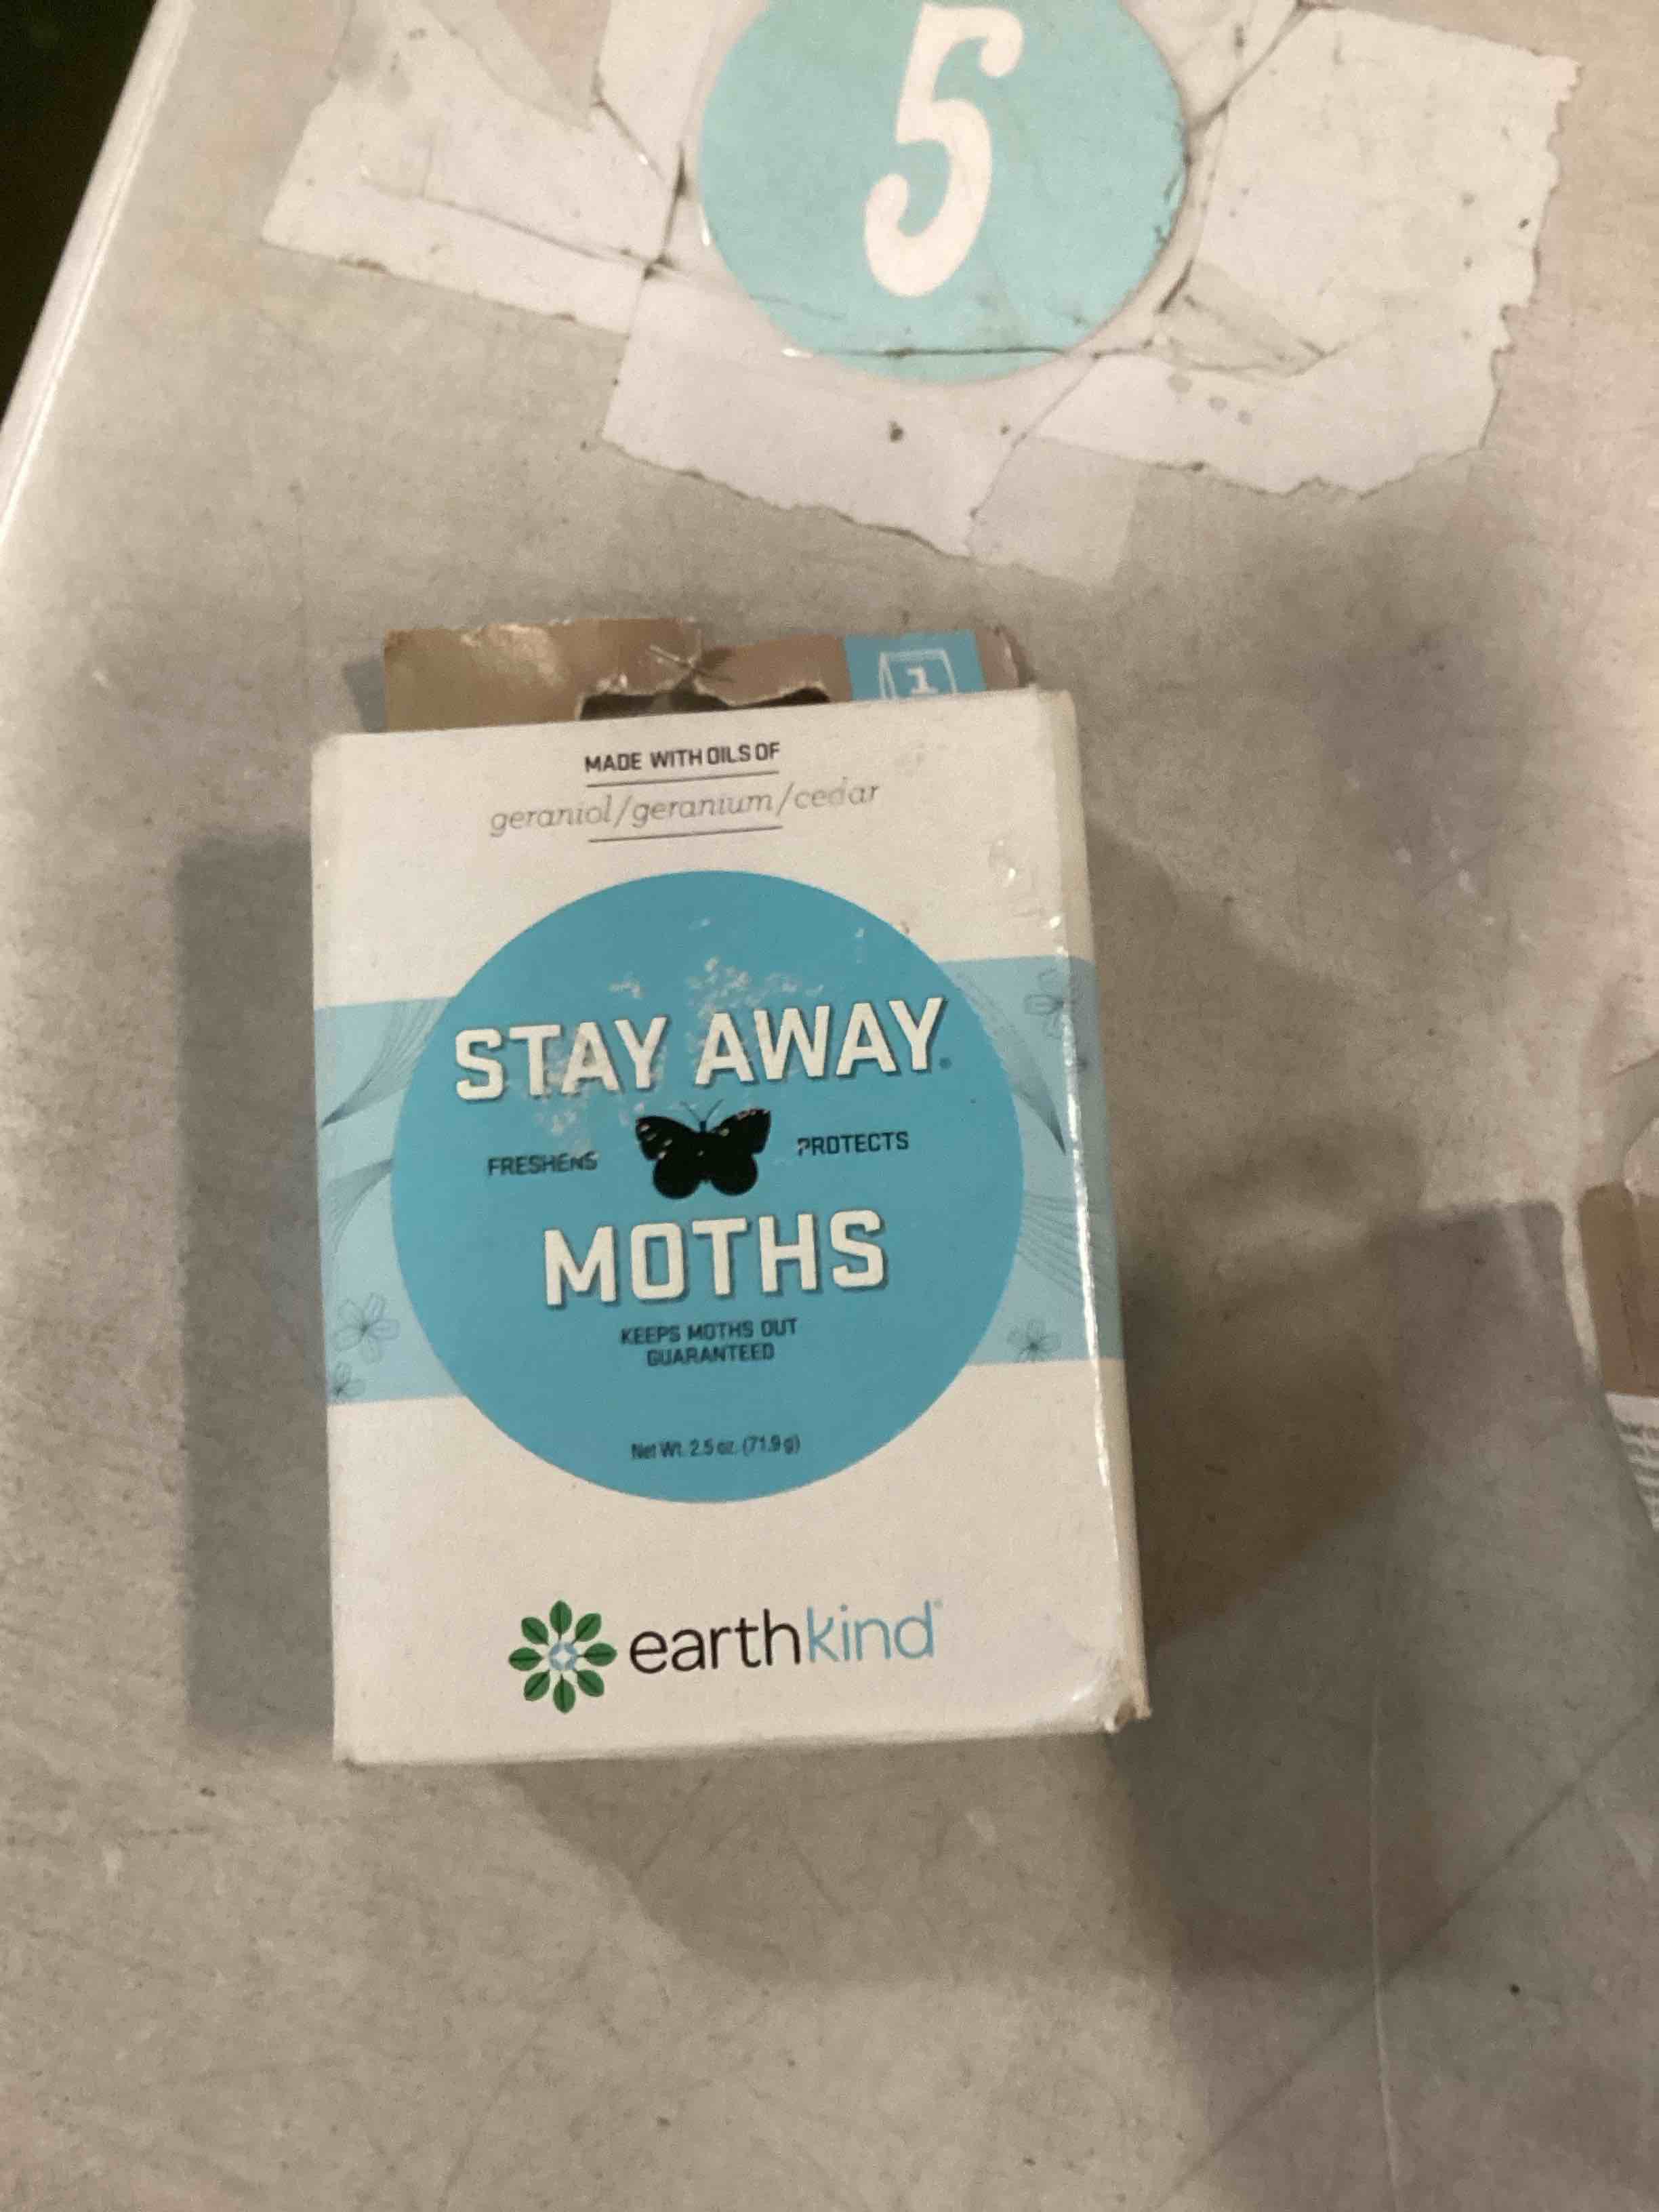 5
1
MADE WITH OILS OF
geraniol/geranium/cedar
STAY AWAY®
FRESHENS
PROTECTS
MOTHS
KEEPS MOTHS OUT
GUARANTEED
Net Wt. 2.5 oz. (71.9 g)
earthkind®